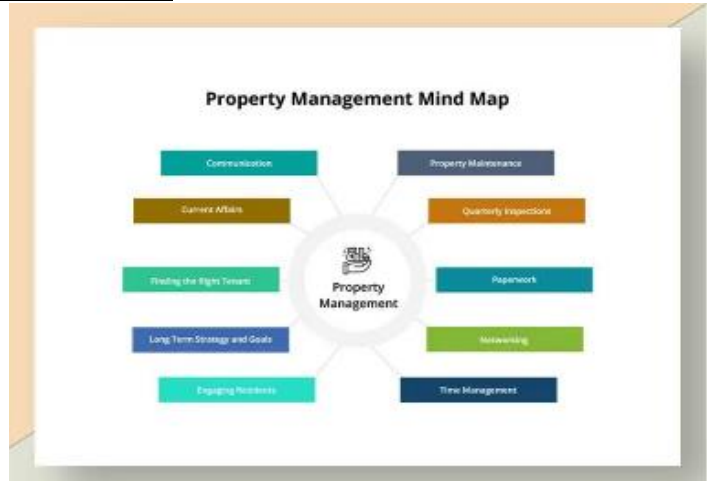 Property Management Mind Map
Communication
Property Maintenance
Current Affairs
Quarterly Inspections
Finding the Right Tenant
Property
Management
Paperwork
Long Term Strategy and Goals
Networking
Engaging Residents
Time Management